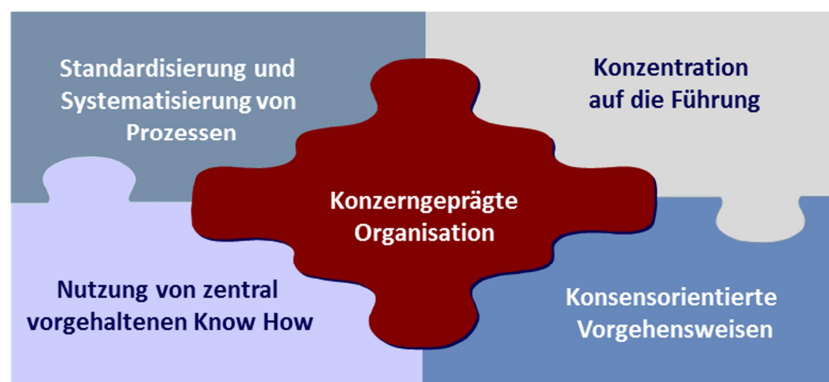 Standardisierung und
Systematisierung von
Prozessen
Konzentration
auf die Führung
Konzerngeprägte
Organisation
Nutzung von zentral
vorgehaltenen Know How
Konsensorientierte
Vorgehensweisen